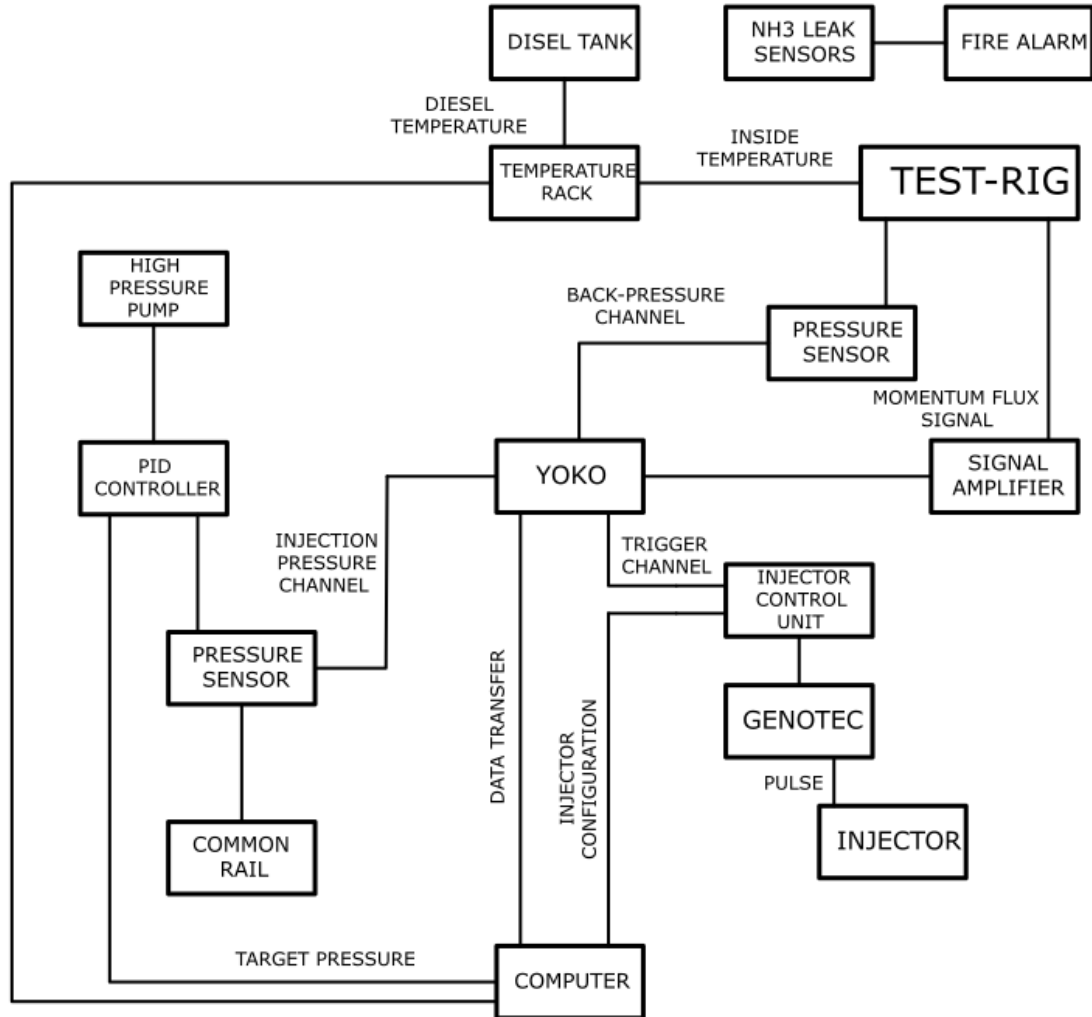 DISEL TANK
NH3 LEAK
SENSORS
FIRE ALARM
DIESEL
TEMPERATURE
INSIDE
TEMPERATURE
TEMPERATURE
RACK
TEST-RIG
HIGH
PRESSURE
PUMP
BACK-PRESSURE
CHANNEL
PRESSURE
SENSOR
MOMENTUM FLUX
SIGNAL
PID
CONTROLLER
YOKO
SIGNAL
AMPLIFIER
INJECTION
PRESSURE
CHANNEL
TRIGGER
CHANNEL
INJECTOR
CONTROL
UNIT
PRESSURE
SENSOR
GENOTEC
DATA TRANSFER
INJECTOR
CONFIGURATION
PULSE
INJECTOR
COMMON
RAIL
TARGET PRESSURE
COMPUTER